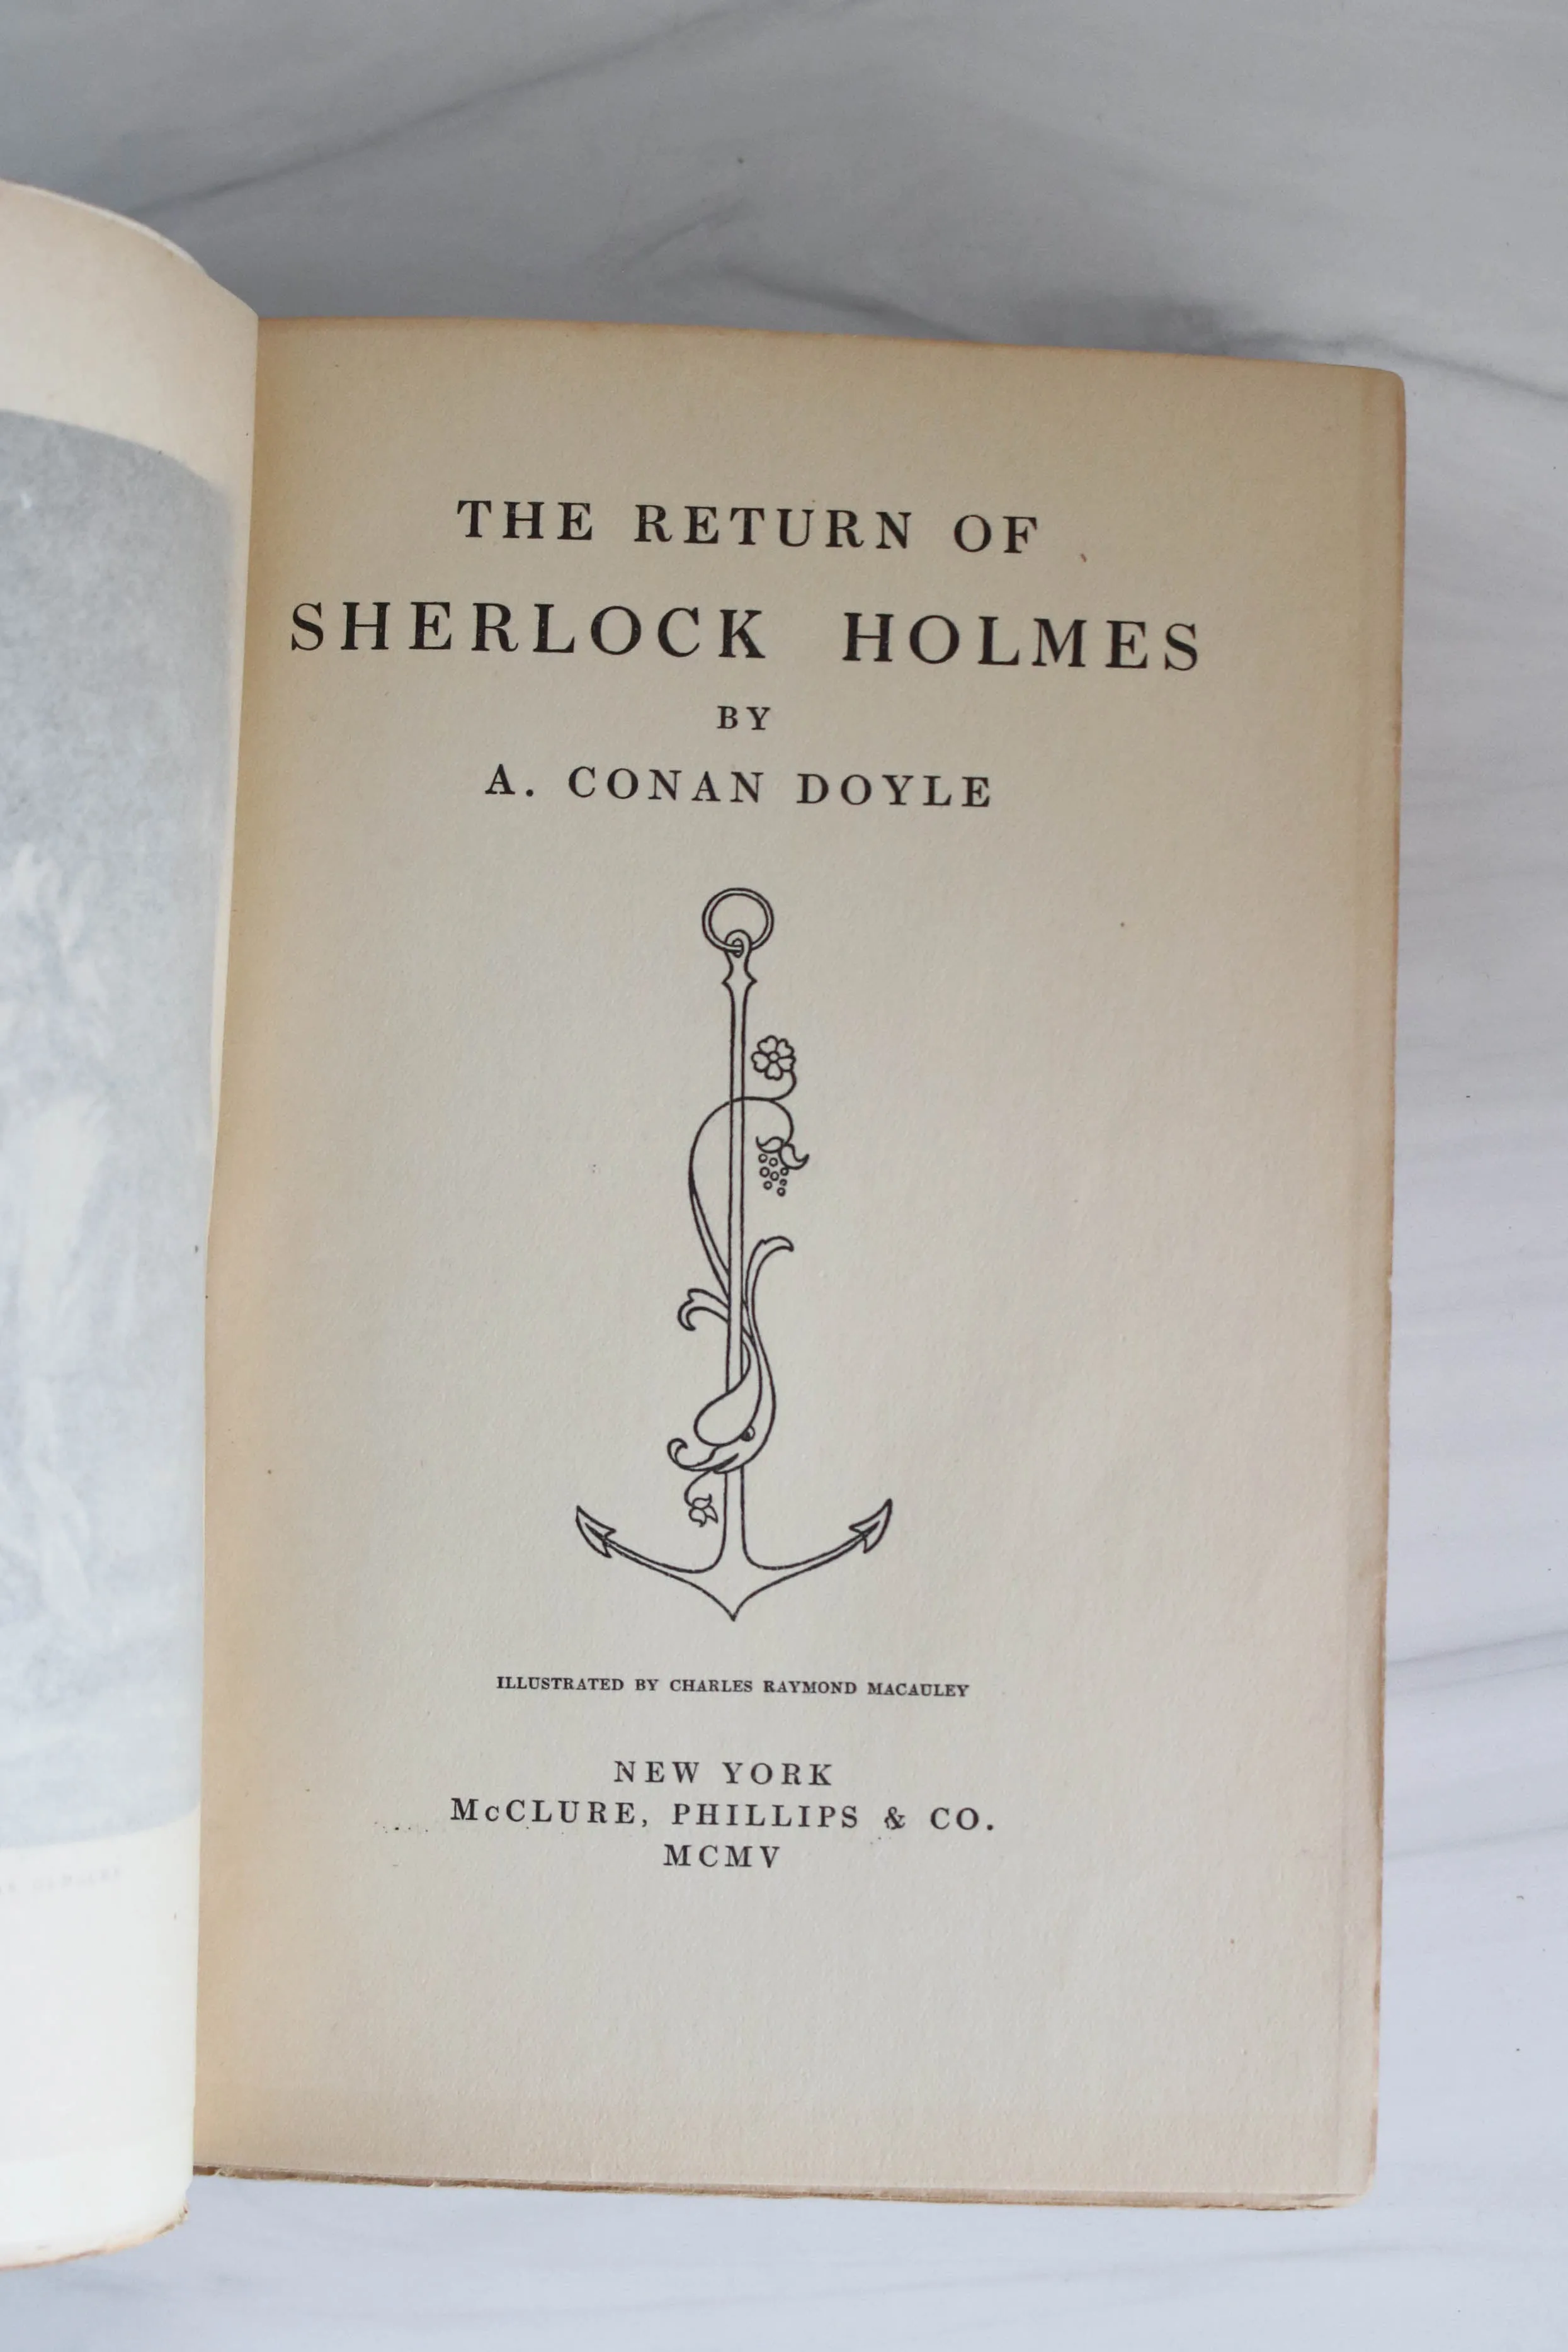 THE RETURN OF
SHERLOCK HOLMES
BY
A. CONAN DOYLE
ILLUSTRATED BY CHARLES RAYMOND MACAULEY
NEW YORK
McCLURE, PHILLIPS & CO.
MCMV